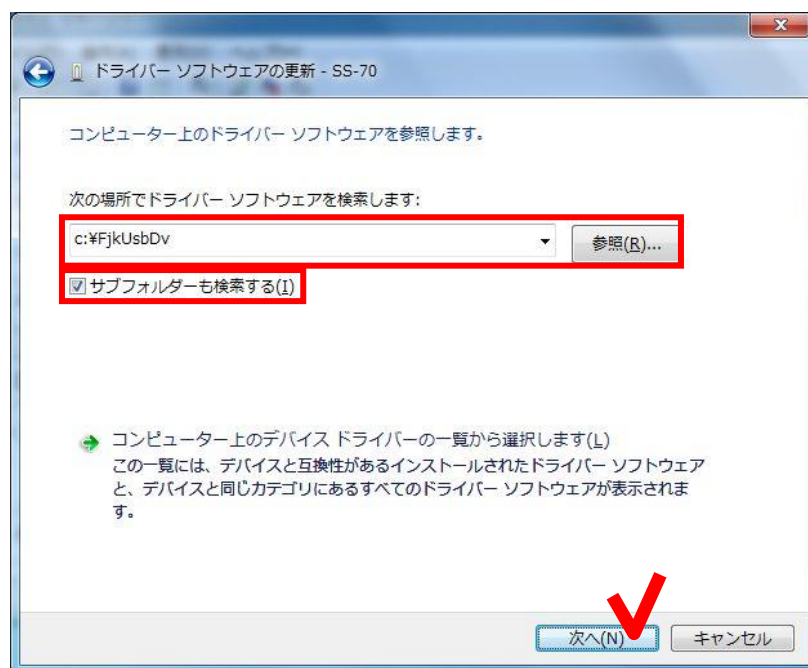 ドライバー ソフトウェアの更新 - SS-70
コンピューター上のドライバー ソフトウェアを参照します。
次の場所でドライバー ソフトウェアを検索します:
c:¥FjkUsbDv
参照(R)...
サブフォルダーも検索する(I)
コンピューター上のデバイス ドライバーの一覧から選択します(L)
この一覧には、デバイスと互換性があるインストールされたドライバー ソフトウェア
と、デバイスと同じカテゴリにあるすべてのドライバー ソフトウェアが表示されま
す。
次へ(N)
キャンセル